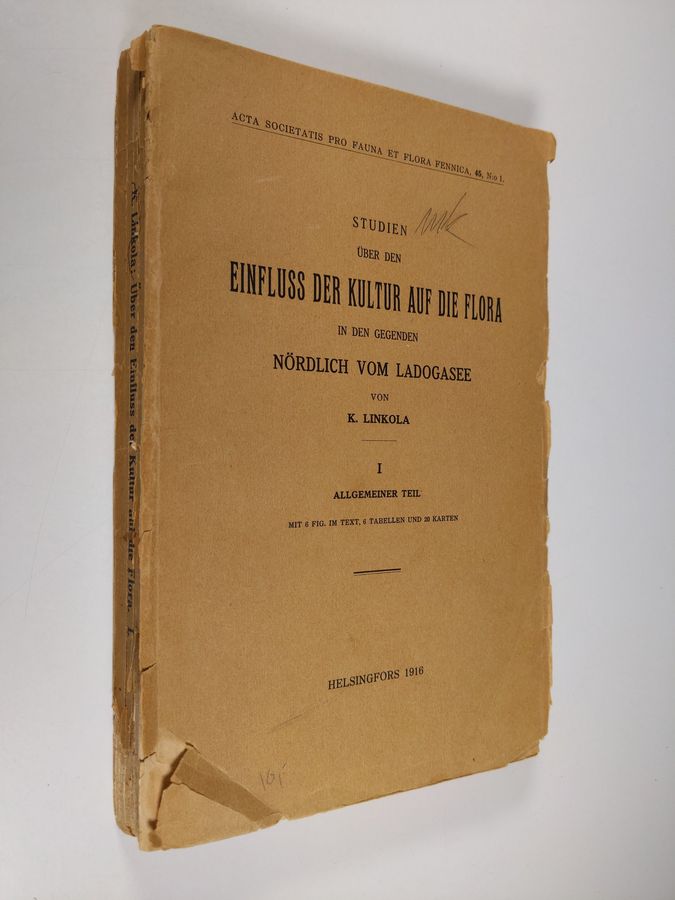 ACTA SOCIETATIS PRO FAUNA ET FLORA FENNICA, 45, N:o 1.
STUDIEN
ÜBER DEN
EINFLUSS DER KULTUR AUF DIE FLORA
IN DEN GEGENDEN
NÖRDLICH VOM LADOGASEE
VON
K. LINKOLA
I
ALLGEMEINER TEIL
MIT 6 FIG. IM TEXT, 6 TABELLEN UND 20 KARTEN
HELSINGFORS 1916
K. Linkola: Über den Einfluss der Kultur auf die Flora. I.